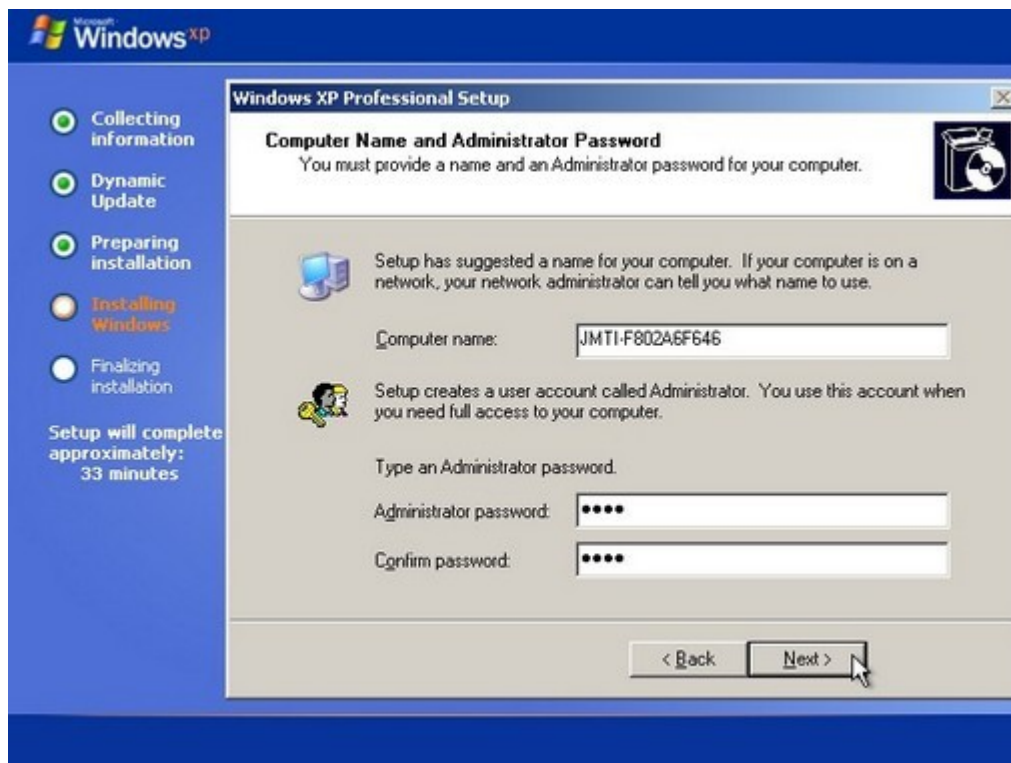 Microsoft
Windows xp
Collecting
information
Dynamic
Update
Preparing
installation
Installing
Windows
Finalizing
installation
Setup will complete
approximately:
33 minutes
Windows XP Professional Setup
Computer Name and Administrator Password
You must provide a name and an Administrator password for your computer.
Setup has suggested a name for your computer. If your computer is on a
network, your network administrator can tell you what name to use.
Computer name:
JMTI-F802A6F646
Setup creates a user account called Administrator. You use this account when
you need full access to your computer.
Type an Administrator password.
Administrator password:
••••
Confirm password:
••••
< Back
Next >